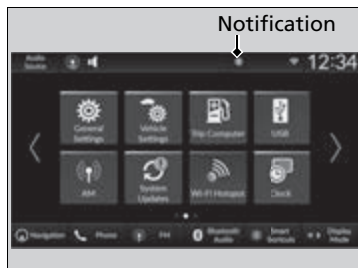 Notification
Audio Source
12:34
General Settings
Vehicle Settings
Trip Computer
USB
AM
System Updates
Wi-Fi Hotspot
Clock
Navigation
Phone
FM
Bluetooth Audio
Smart Shortcuts
Display Mode